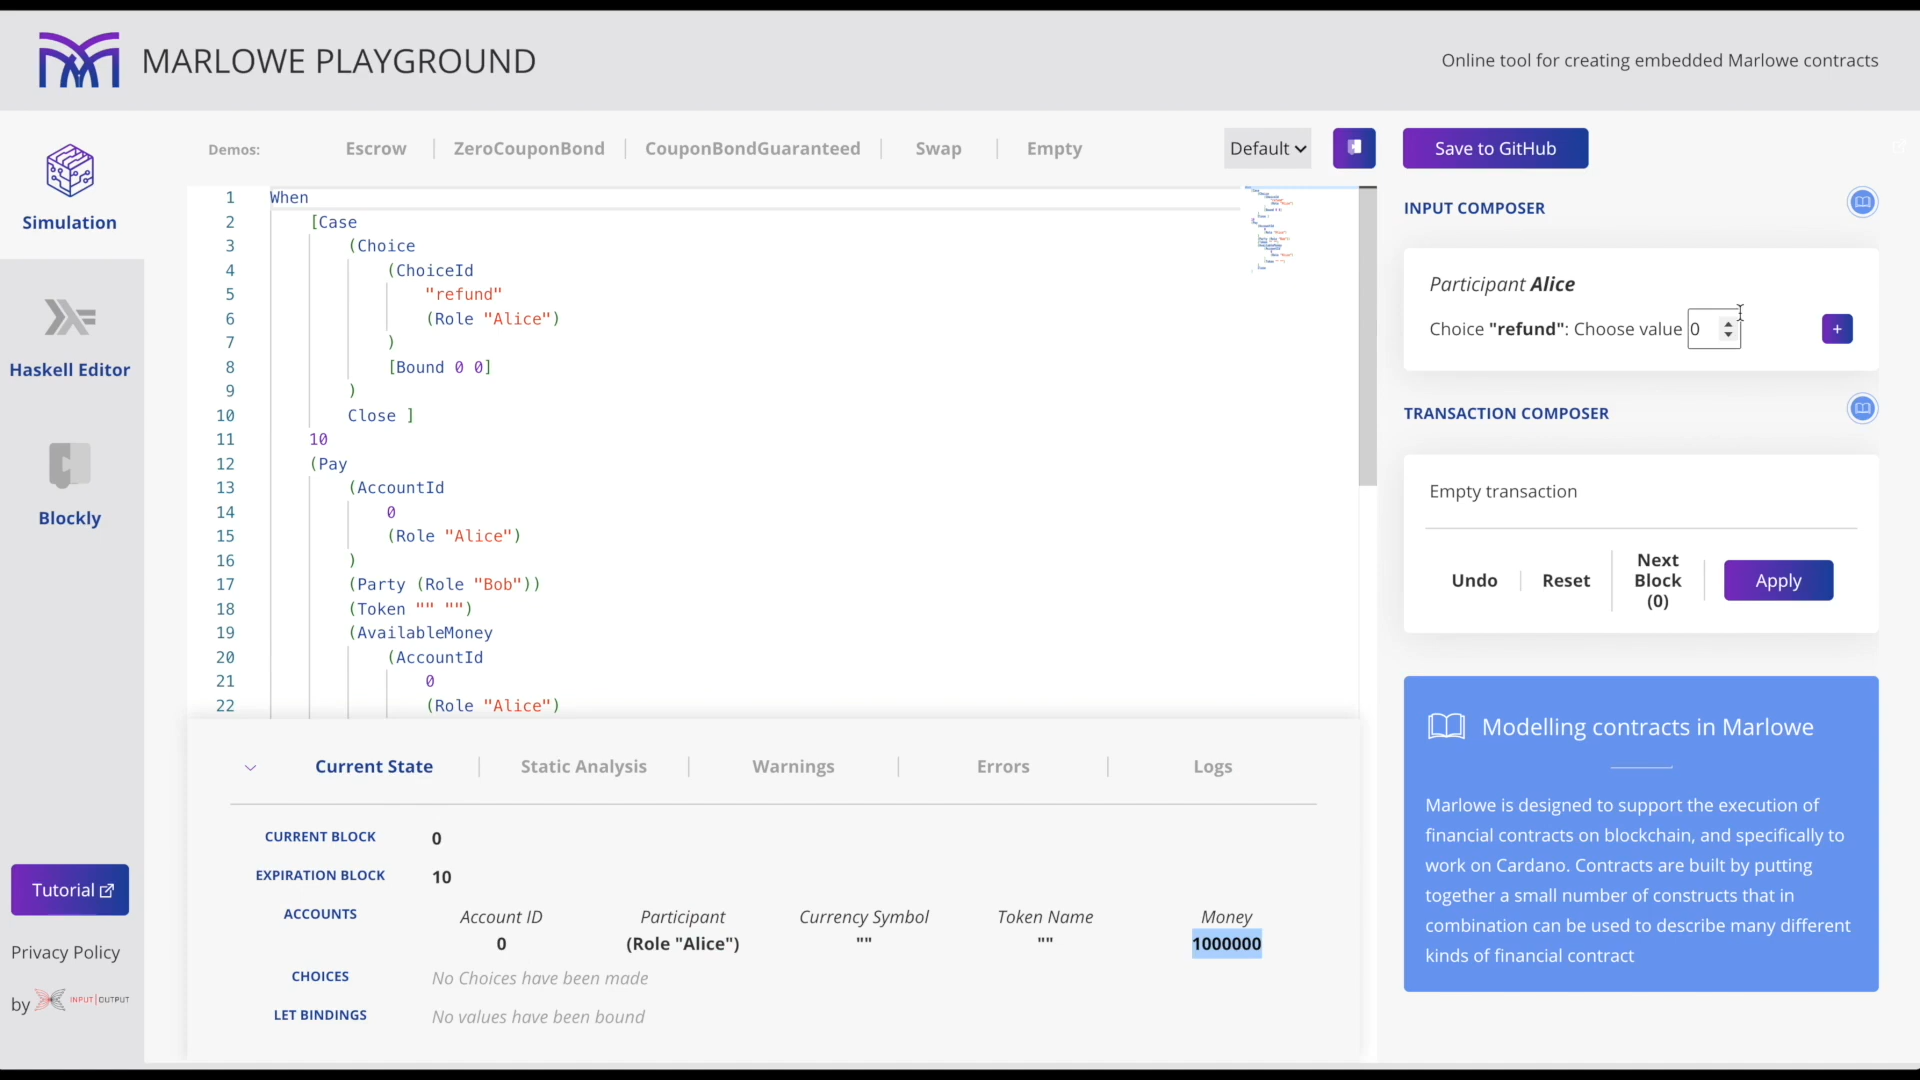 MARLOWE PLAYGROUND
Online tool for creating embedded Marlowe contracts
Simulation
Haskell Editor
Blockly
Tutorial
Privacy Policy
by INPUT|OUTPUT
Demos:
Escrow
ZeroCouponBond
CouponBondGuaranteed
Swap
Empty
Default
Save to GitHub
1 When
2 [Case
3 (Choice
4 (ChoiceId
5 "refund"
6 (Role "Alice")
7 )
8 [Bound 0 0]
9 )
10 Close ]
11 10
12 (Pay
13 (AccountId
14 0
15 (Role "Alice")
16 )
17 (Party (Role "Bob"))
18 (Token "" "")
19 (AvailableMoney
20 (AccountId
21 0
22 (Role "Alice")
Current State
Static Analysis
Warnings
Errors
Logs
CURRENT BLOCK 0
EXPIRATION BLOCK 10
ACCOUNTS Account ID Participant Currency Symbol Token Name Money
0 (Role "Alice") "" "" 1000000
CHOICES No Choices have been made
LET BINDINGS No values have been bound
INPUT COMPOSER
Participant Alice
Choice "refund": Choose value 0 +
TRANSACTION COMPOSER
Empty transaction
Undo
Reset
Next
Block
(0)
Apply
Modelling contracts in Marlowe
Marlowe is designed to support the execution of
financial contracts on blockchain, and specifically to
work on Cardano. Contracts are built by putting
together a small number of constructs that in
combination can be used to describe many different
kinds of financial contract